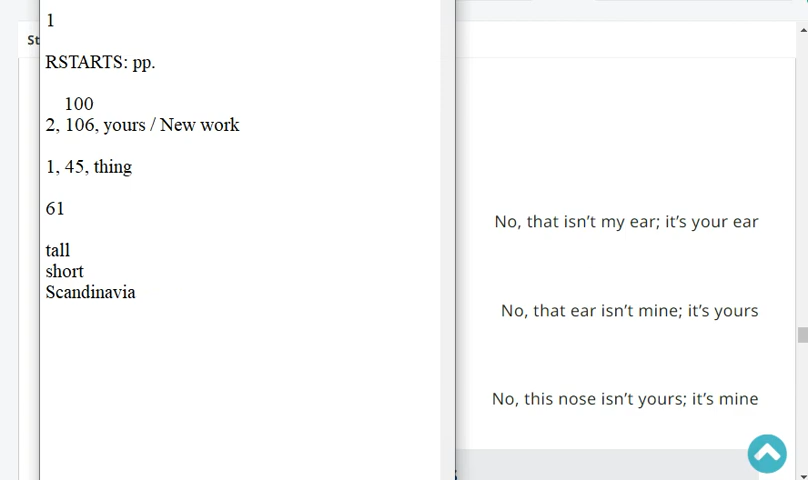 1
St
RSTARTS: pp.
100
2, 106, yours / New work
1, 45, thing
61
No, that isn't my ear; it's your ear
tall
short
Scandinavia
No, that ear isn't mine; it's yours
No, this nose isn't yours; it's mine